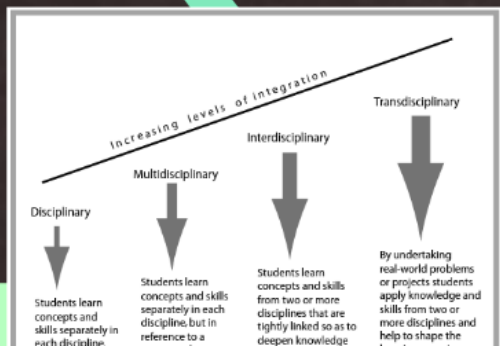 Increasing levels of integration
Transdisciplinary
Interdisciplinary
Multidisciplinary
Disciplinary
Students learn
concepts and
skills separately in
each discipline.
Students learn
concepts and skills
separately in each
discipline, but in
reference to a
Students learn
concepts and skills
from two or more
disciplines that are
tightly linked so as to
deepen knowledge
By undertaking
real-world problems
or projects students
apply knowledge and
skills from two or
more disciplines and
help to shape the